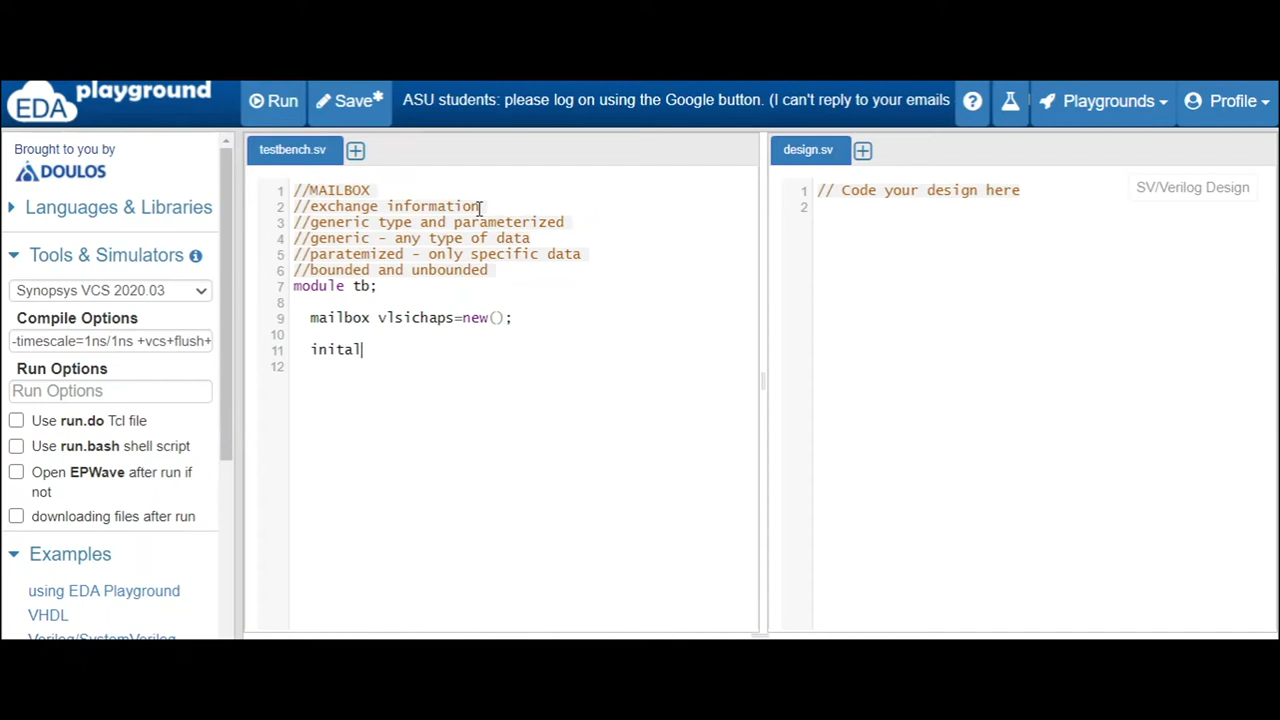 EDA playground
Run
Save*
ASU students: please log on using the Google button. (I can't reply to your emails
?
Playgrounds
Profile
Brought to you by
DOULOS
Languages & Libraries
Tools & Simulators
Synopsys VCS 2020.03
Compile Options
-timescale=1ns/1ns +vcs+flush+
Run Options
Run Options
Use run.do Tcl file
Use run.bash shell script
Open EPWave after run if
not
downloading files after run
Examples
using EDA Playground
VHDL
Verilog/SystemVerilog
testbench.sv
1 //MAILBOX
2 //exchange information
3 //generic type and parameterized
4 //generic - any type of data
5 //paratemized - only specific data
6 //bounded and unbounded
7 module tb;
8
9 mailbox vlsichaps=new();
10
11 inital
12
design.sv
1 // Code your design here
2
SV/Verilog Design